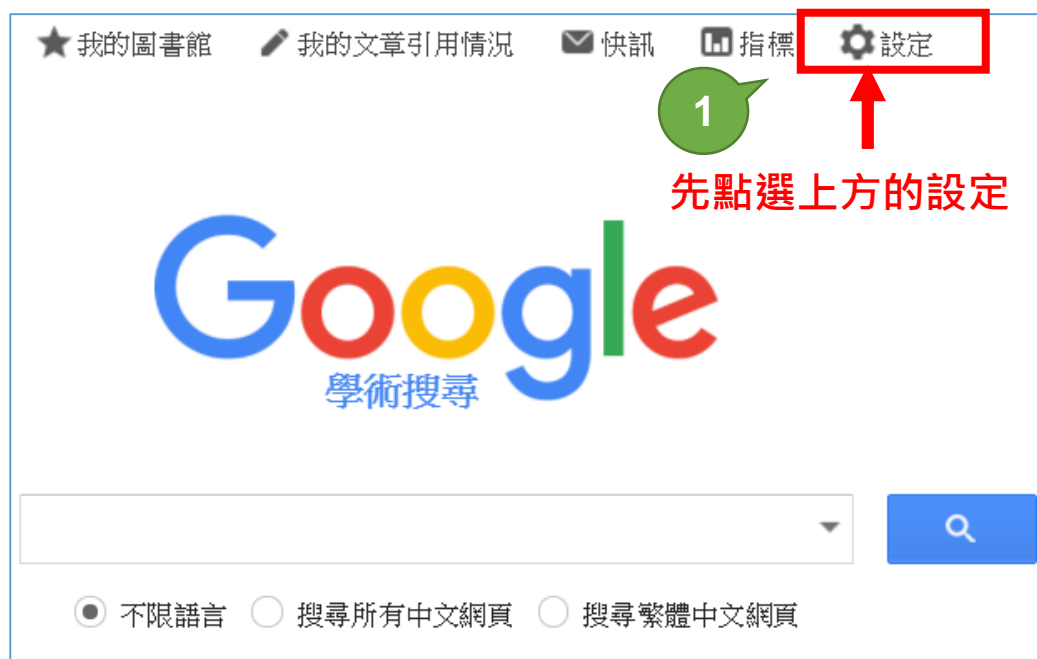 我的圖書館 我的文章引用情況 快訊 指標 設定
1
先點選上方的設定
Google
學術搜尋
不限語言 搜尋所有中文網頁 搜尋繁體中文網頁